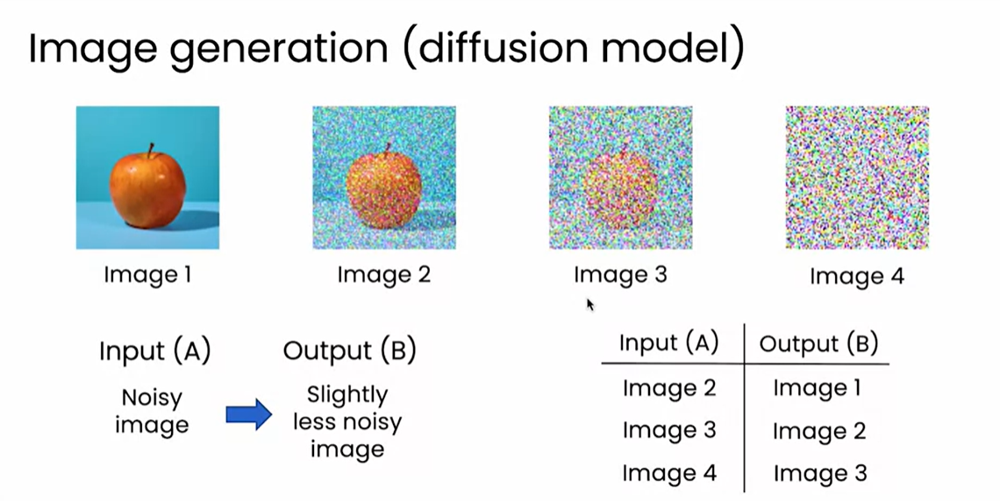 Image generation (diffusion model)
Image 1
Image 2
Image 3
Image 4
Input (A)
Output (B)
Noisy
image
Slightly
less noisy
image
Input (A) Output (B)
Image 2 Image 1
Image 3 Image 2
Image 4 Image 3